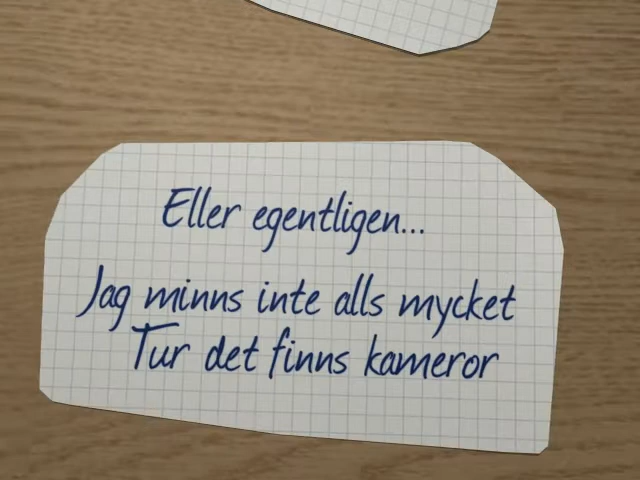 Eller egentligen...
Jag minns inte alls mycket
Tur det finns kameror